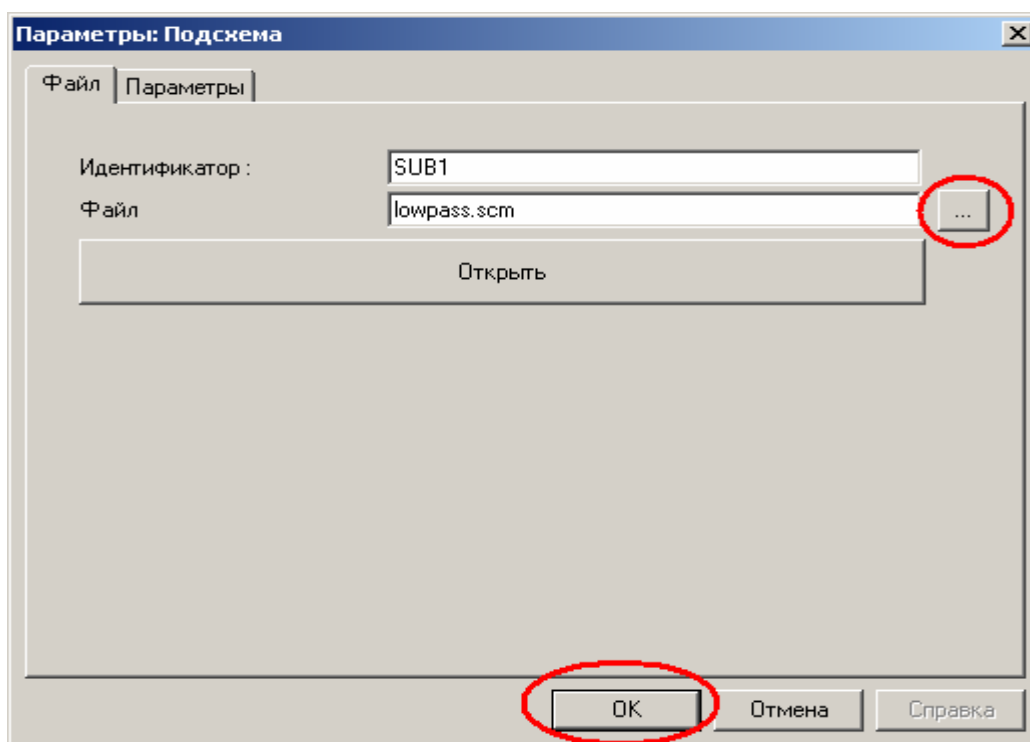 Параметры: Подсхема
Файл Параметры
Идентификатор : SUB1
Файл lowpass.scm ...
Открыть
OK Отмена Справка